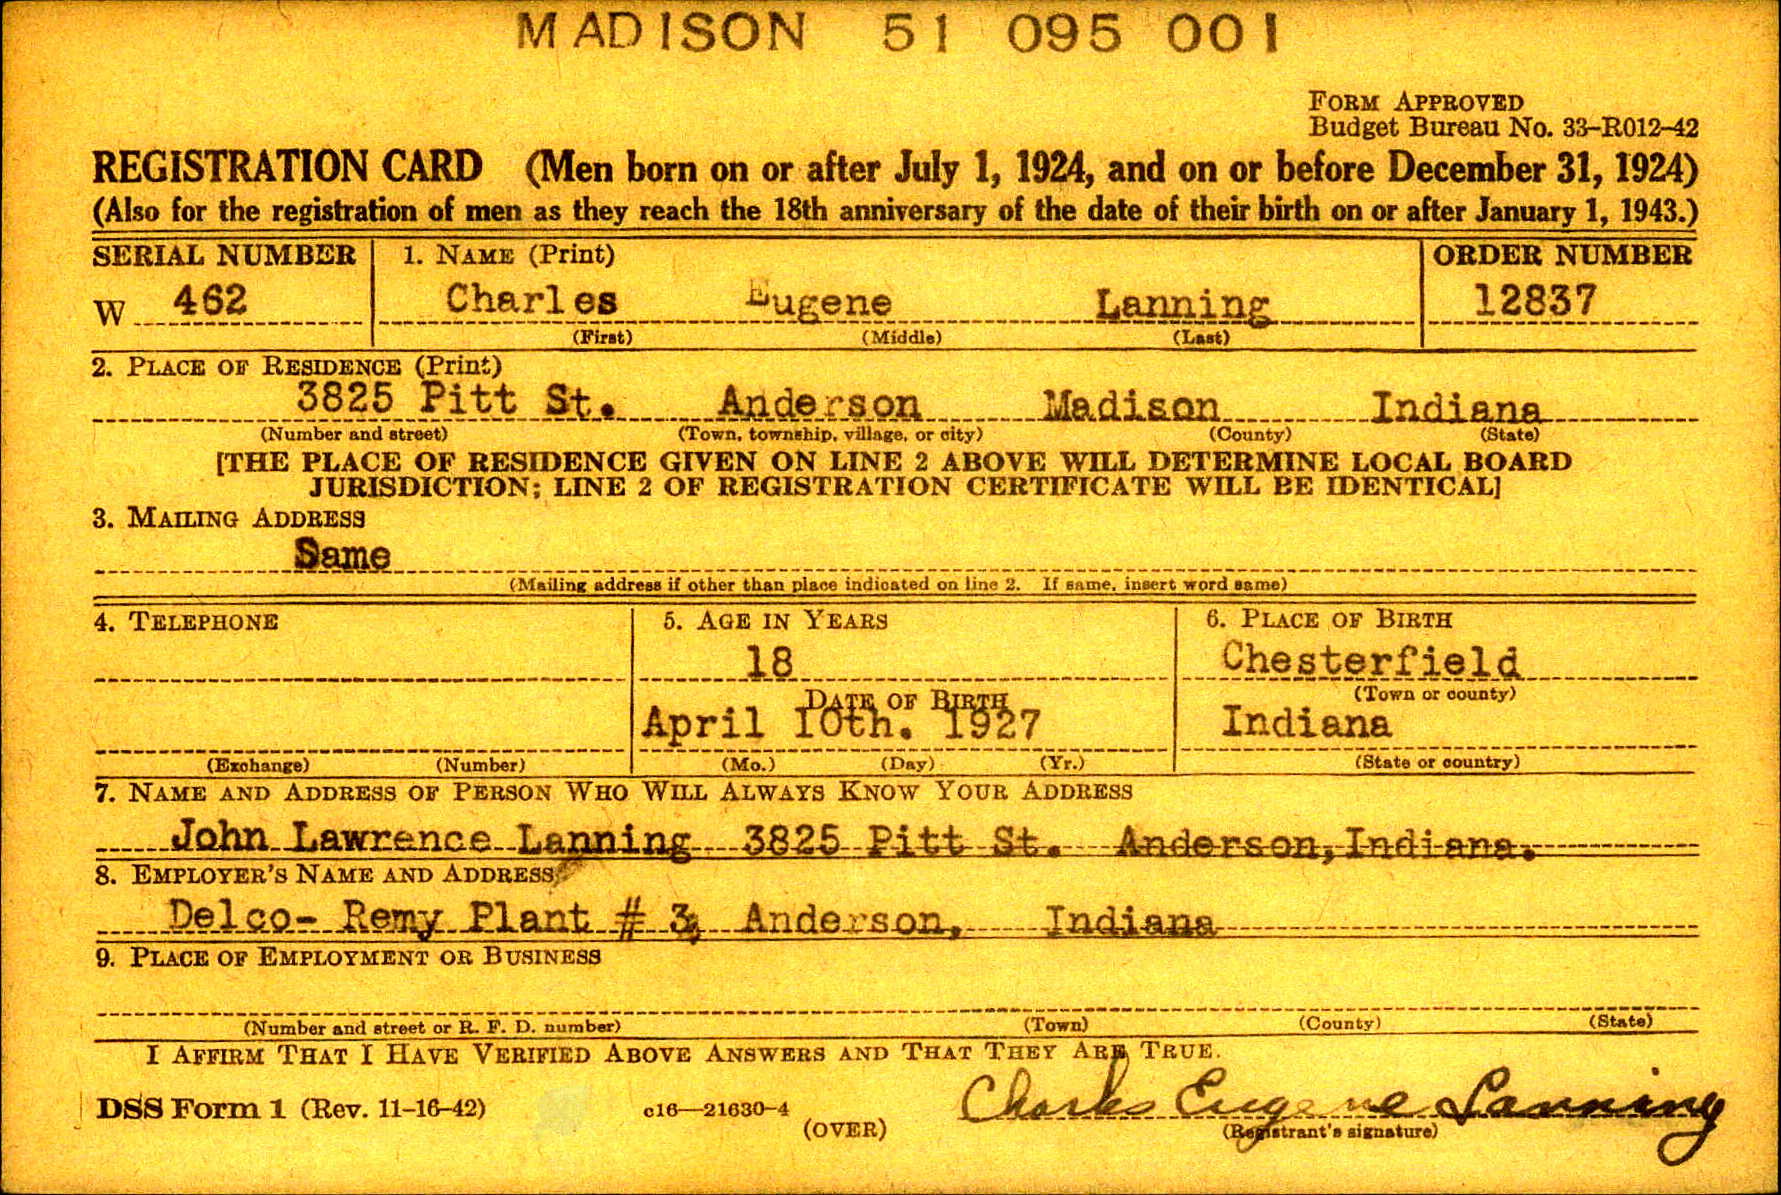 MADISON 51 095 001
FORM APPROVED
Budget Bureau No. 33-R012-42
REGISTRATION CARD (Men born on or after July 1, 1924, and on or before December 31, 1924)
(Also for the registration of men as they reach the 18th anniversary of the date of their birth on or after January 1, 1943.)
SERIAL NUMBER 1. NAME (Print) ORDER NUMBER
W 462 Charles Eugene Lanning 12837
(First) (Middle) (Last)
2. PLACE OF RESIDENCE (Print)
3825 Pitt St. Anderson Madison Indiana
(Number and street) (Town, township, village, or city) (County) (State)
[THE PLACE OF RESIDENCE GIVEN ON LINE 2 ABOVE WILL DETERMINE LOCAL BOARD
JURISDICTION; LINE 2 OF REGISTRATION CERTIFICATE WILL BE IDENTICAL]
3. MAILING ADDRESS
Same
(Mailing address if other than place indicated on line 2. If same, insert word same)
4. TELEPHONE 5. AGE IN YEARS 6. PLACE OF BIRTH
18 Chesterfield
DATE OF BIRTH (Town or county)
April 10th. 1927 Indiana
(Exchange) (Number) (Mo.) (Day) (Yr.) (State or country)
7. NAME AND ADDRESS OF PERSON WHO WILL ALWAYS KNOW YOUR ADDRESS
John Lawrence Lanning 3825 Pitt St. Anderson, Indiana.
8. EMPLOYER'S NAME AND ADDRESS
Delco- Remy Plant # 3, Anderson, Indiana
9. PLACE OF EMPLOYMENT OR BUSINESS
(Number and street or R. F. D. number) (Town) (County) (State)
I AFFIRM THAT I HAVE VERIFIED ABOVE ANSWERS AND THAT THEY ARE TRUE.
DSS Form 1 (Rev. 11-16-42) c16—21630-4 Charles Eugene Lanning
(OVER) (Registrant's signature)